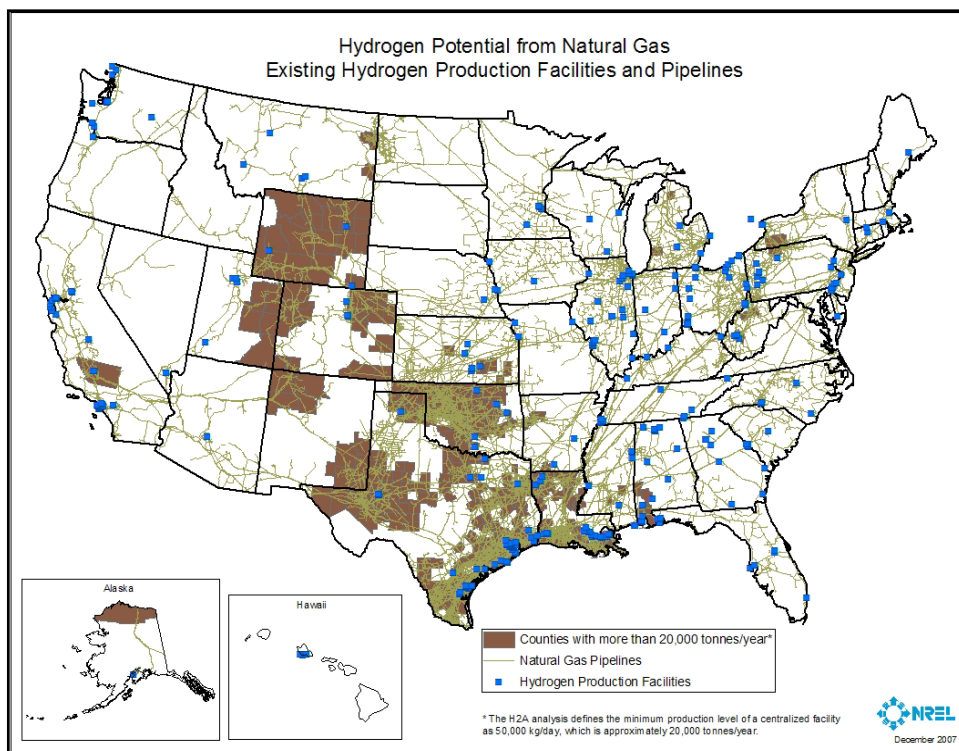 Hydrogen Potential from Natural Gas
Existing Hydrogen Production Facilities and Pipelines
Alaska
Hawaii
Counties with more than 20,000 tonnes/year*
Natural Gas Pipelines
Hydrogen Production Facilities
* The H2A analysis defines the minimum production level of a centralized facility
as 50,000 kg/day, which is approximately 20,000 tonnes/year.
NREL
December 2007